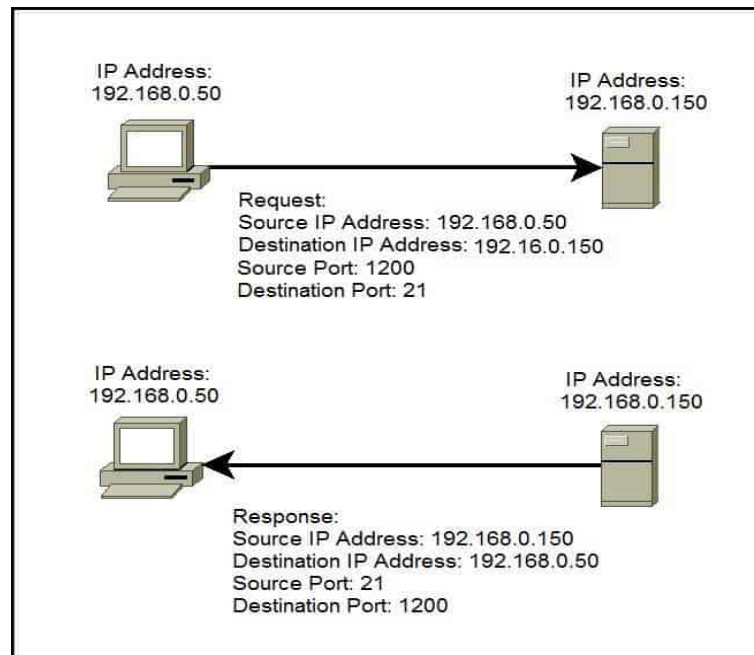 IP Address:
192.168.0.50
IP Address:
192.168.0.150
Request:
Source IP Address: 192.168.0.50
Destination IP Address: 192.16.0.150
Source Port: 1200
Destination Port: 21
IP Address:
192.168.0.50
IP Address:
192.168.0.150
Response:
Source IP Address: 192.168.0.150
Destination IP Address: 192.168.0.50
Source Port: 21
Destination Port: 1200